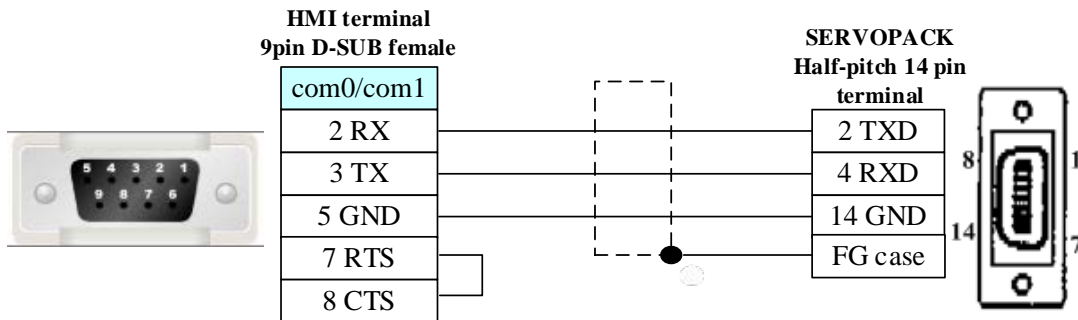 HMI terminal
9pin D-SUB female
com0/com1
2 RX
3 TX
5 GND
7 RTS
8 CTS
5 4 3 2 1
9 8 7 6
SERVOPACK
Half-pitch 14 pin
terminal
2 TXD
4 RXD
14 GND
FG case
8
1
14
7